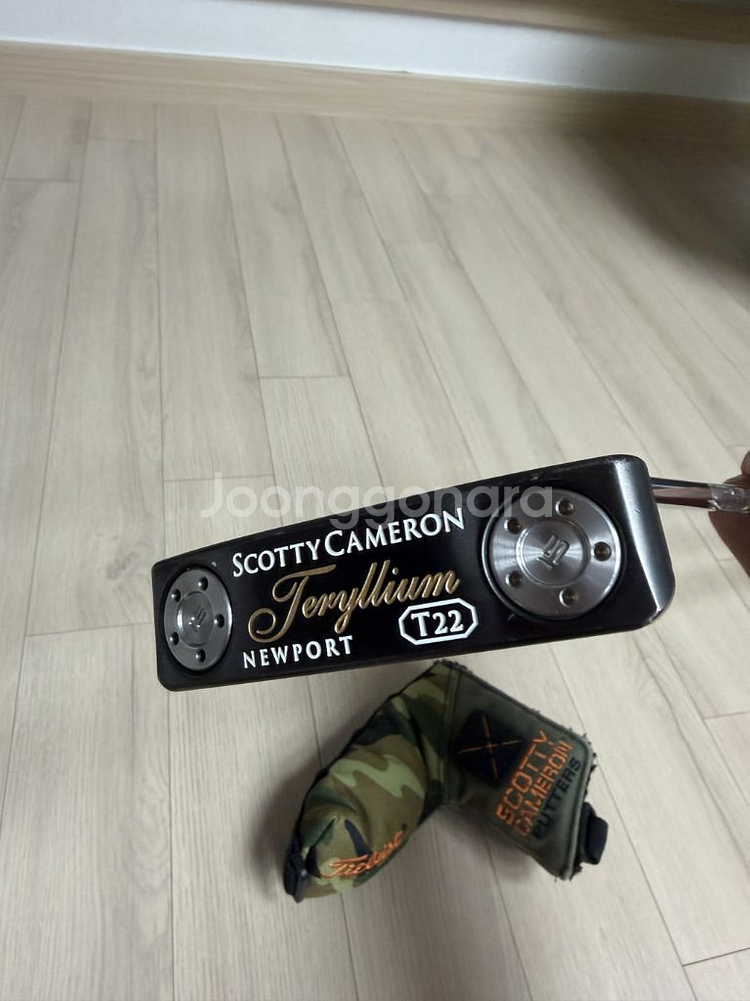 Joonggonara
SCOTTY CAMERON
Teryllium
T22
NEWPORT
SCOTTY
CAMERON
PUTTERS
Titleist